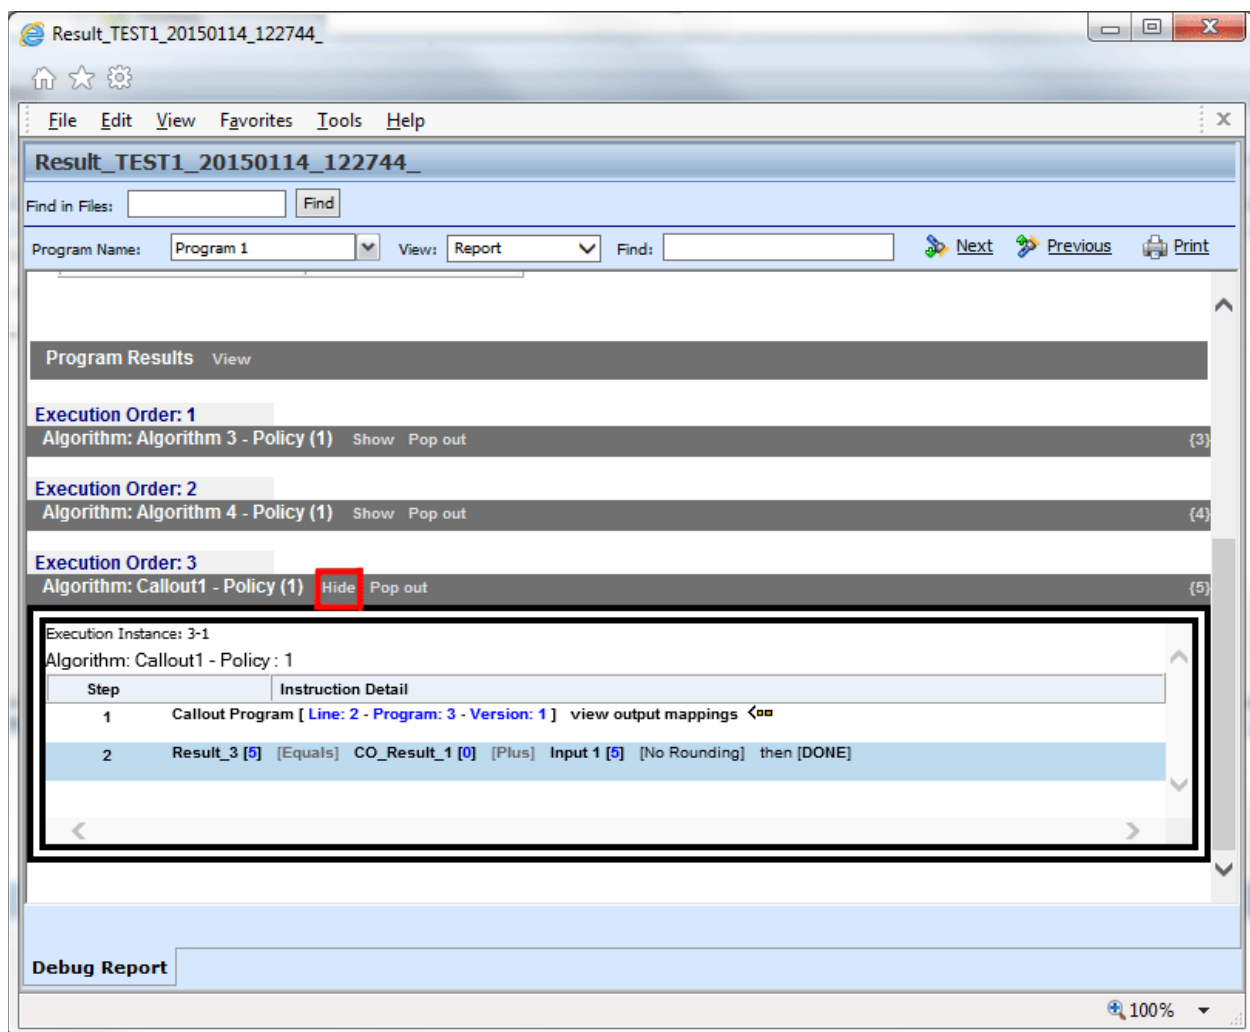 Result_TEST1_20150114_122744_
File Edit View Favorites Tools Help
Result_TEST1_20150114_122744_
Find in Files: Find
Program Name: Program 1 View: Report Find: Next Previous Print
Program Results View
Execution Order: 1
Algorithm: Algorithm 3 - Policy (1) Show Pop out {3}
Execution Order: 2
Algorithm: Algorithm 4 - Policy (1) Show Pop out {4}
Execution Order: 3
Algorithm: Callout1 - Policy (1) Hide Pop out {5}
Execution Instance: 3-1
Algorithm: Callout1 - Policy : 1
Step Instruction Detail
1 Callout Program [ Line: 2 - Program: 3 - Version: 1 ] view output mappings
2 Result_3 [5] [Equals] CO_Result_1 [0] [Plus] Input 1 [5] [No Rounding] then [DONE]
Debug Report
100%